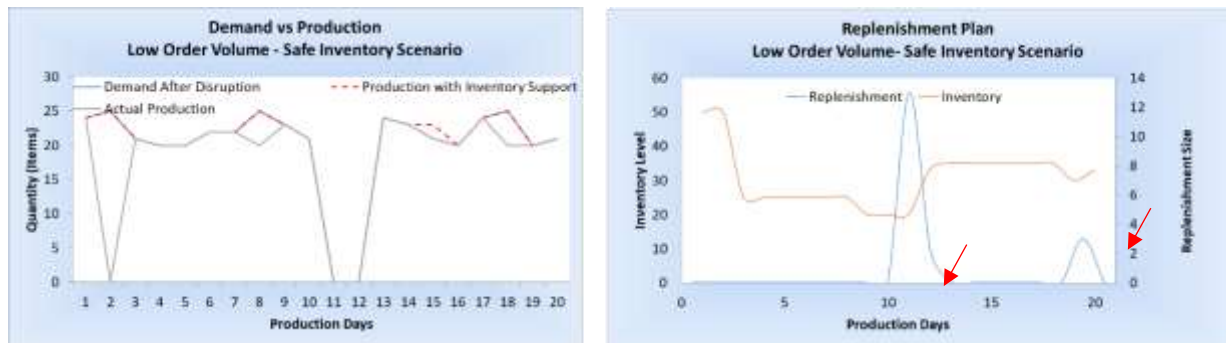 Demand vs Production
Low Order Volume - Safe Inventory Scenario
Quantity (Items)
30
25
20
15
10
5
0
Demand After Disruption
Production with Inventory Support
Actual Production
1 2 3 4 5 6 7 8 9 10 11 12 13 14 15 16 17 18 19 20
Production Days
Replenishment Plan
Low Order Volume- Safe Inventory Scenario
Inventory Level
60
50
40
30
20
10
0
Replenishment
Inventory
14
12
10
8
6
4
2
0
Replenishment Size
0 5 10 15 20
Production Days